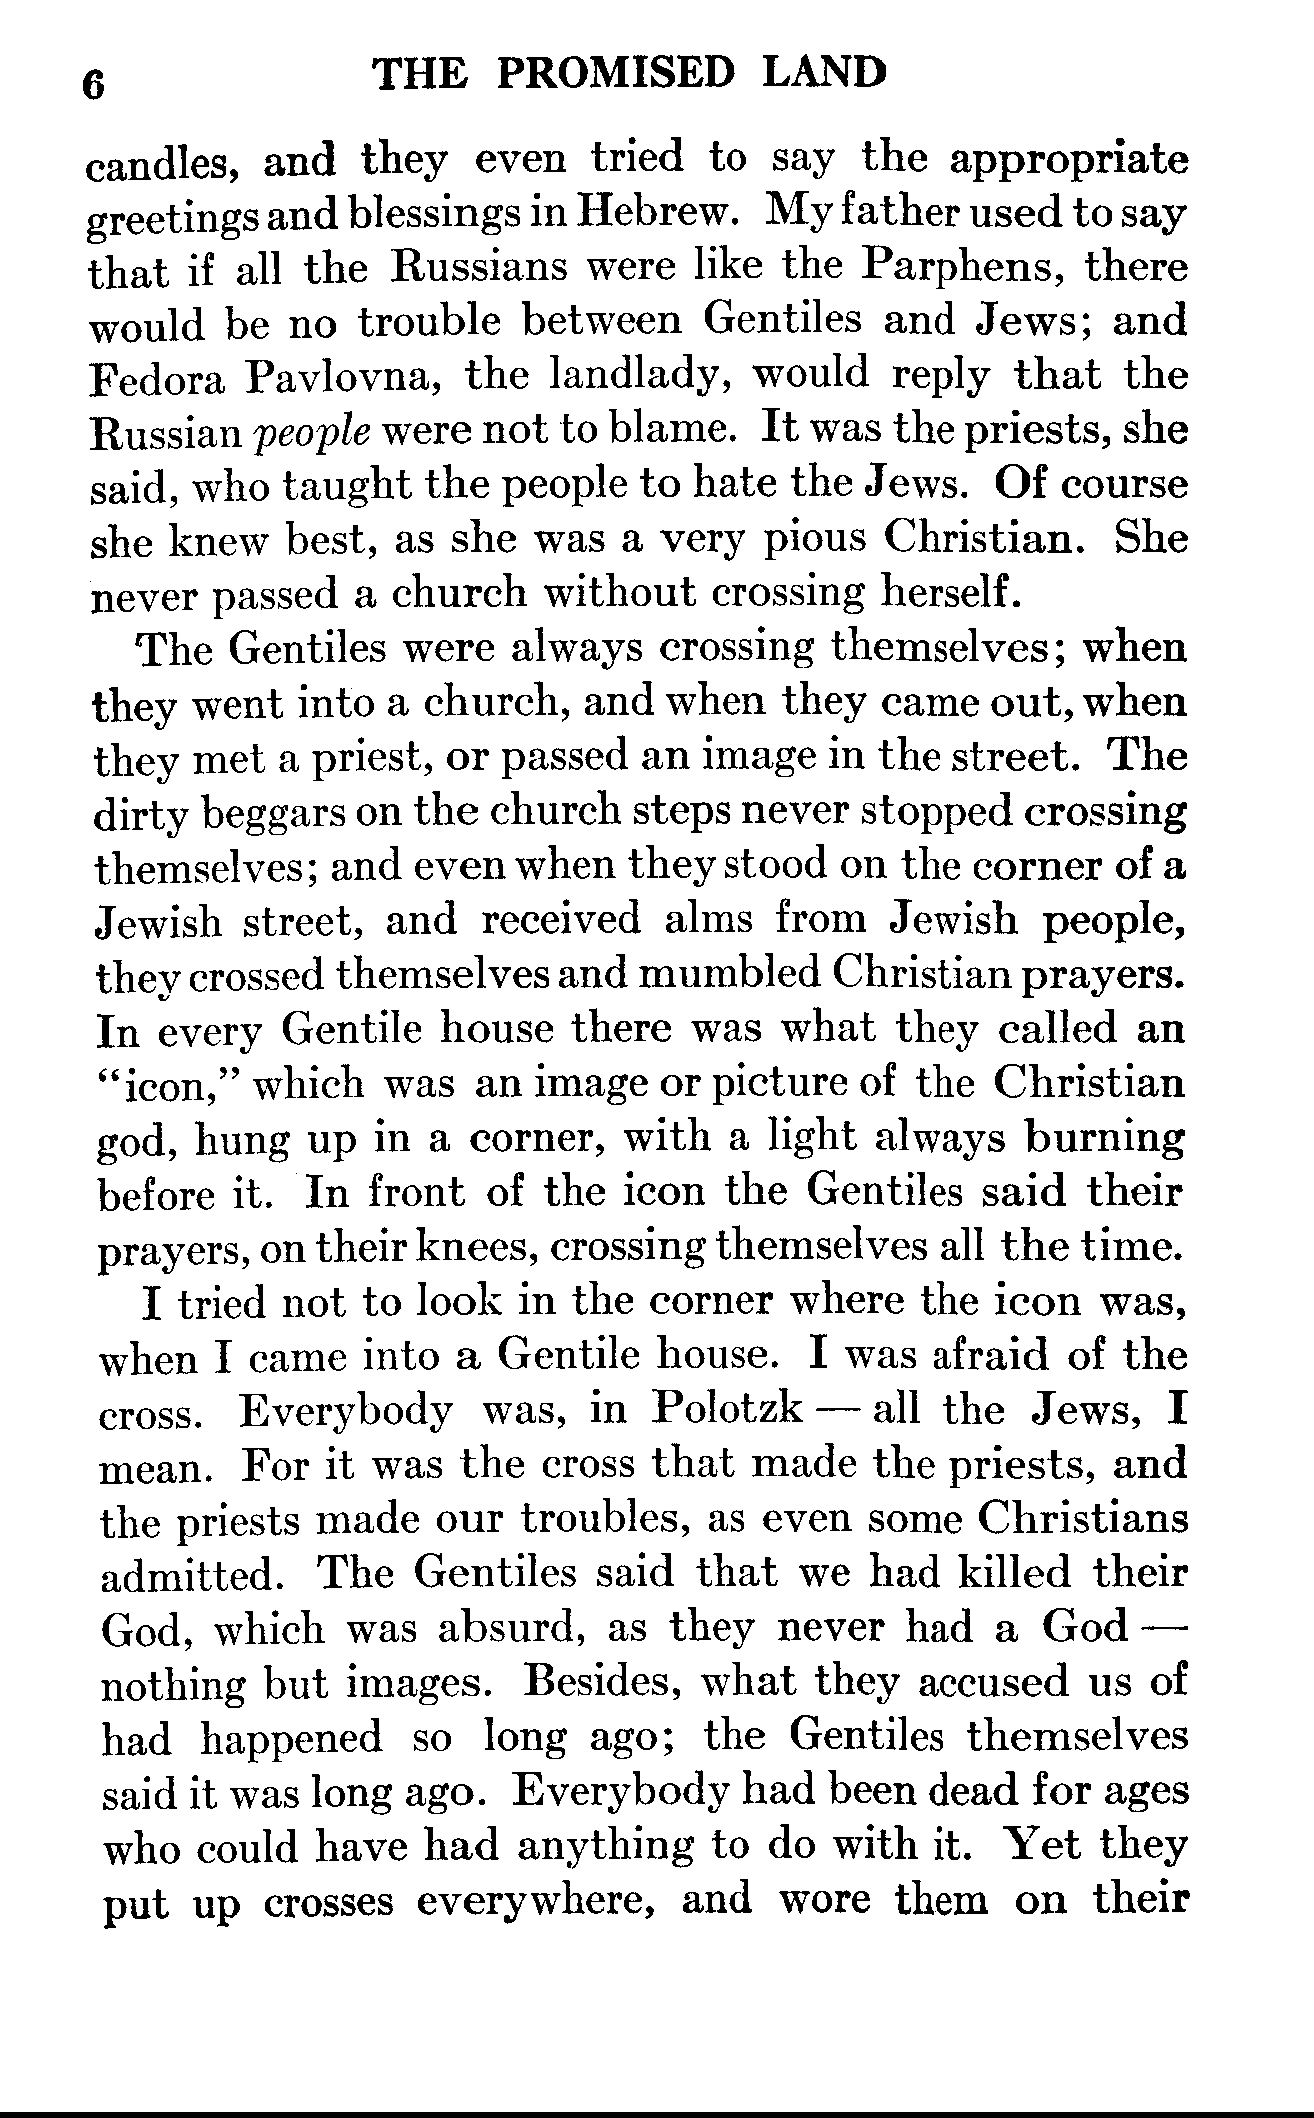 6 THE PROMISED LAND
candles, and they even tried to say the appropriate
greetings and blessings in Hebrew. My father used to say
that if all the Russians were like the Parphens, there
would be no trouble between Gentiles and Jews; and
Fedora Pavlovna, the landlady, would reply that the
Russian people were not to blame. It was the priests, she
said, who taught the people to hate the Jews. Of course
she knew best, as she was a very pious Christian. She
never passed a church without crossing herself.
The Gentiles were always crossing themselves; when
they went into a church, and when they came out, when
they met a priest, or passed an image in the street. The
dirty beggars on the church steps never stopped crossing
themselves; and even when they stood on the corner of a
Jewish street, and received alms from Jewish people,
they crossed themselves and mumbled Christian prayers.
In every Gentile house there was what they called an
“icon,” which was an image or picture of the Christian
god, hung up in a corner, with a light always burning
before it. In front of the icon the Gentiles said their
prayers, on their knees, crossing themselves all the time.
I tried not to look in the corner where the icon was,
when I came into a Gentile house. I was afraid of the
cross. Everybody was, in Polotzk — all the Jews, I
mean. For it was the cross that made the priests, and
the priests made our troubles, as even some Christians
admitted. The Gentiles said that we had killed their
God, which was absurd, as they never had a God —
nothing but images. Besides, what they accused us of
had happened so long ago; the Gentiles themselves
said it was long ago. Everybody had been dead for ages
who could have had anything to do with it. Yet they
put up crosses everywhere, and wore them on their